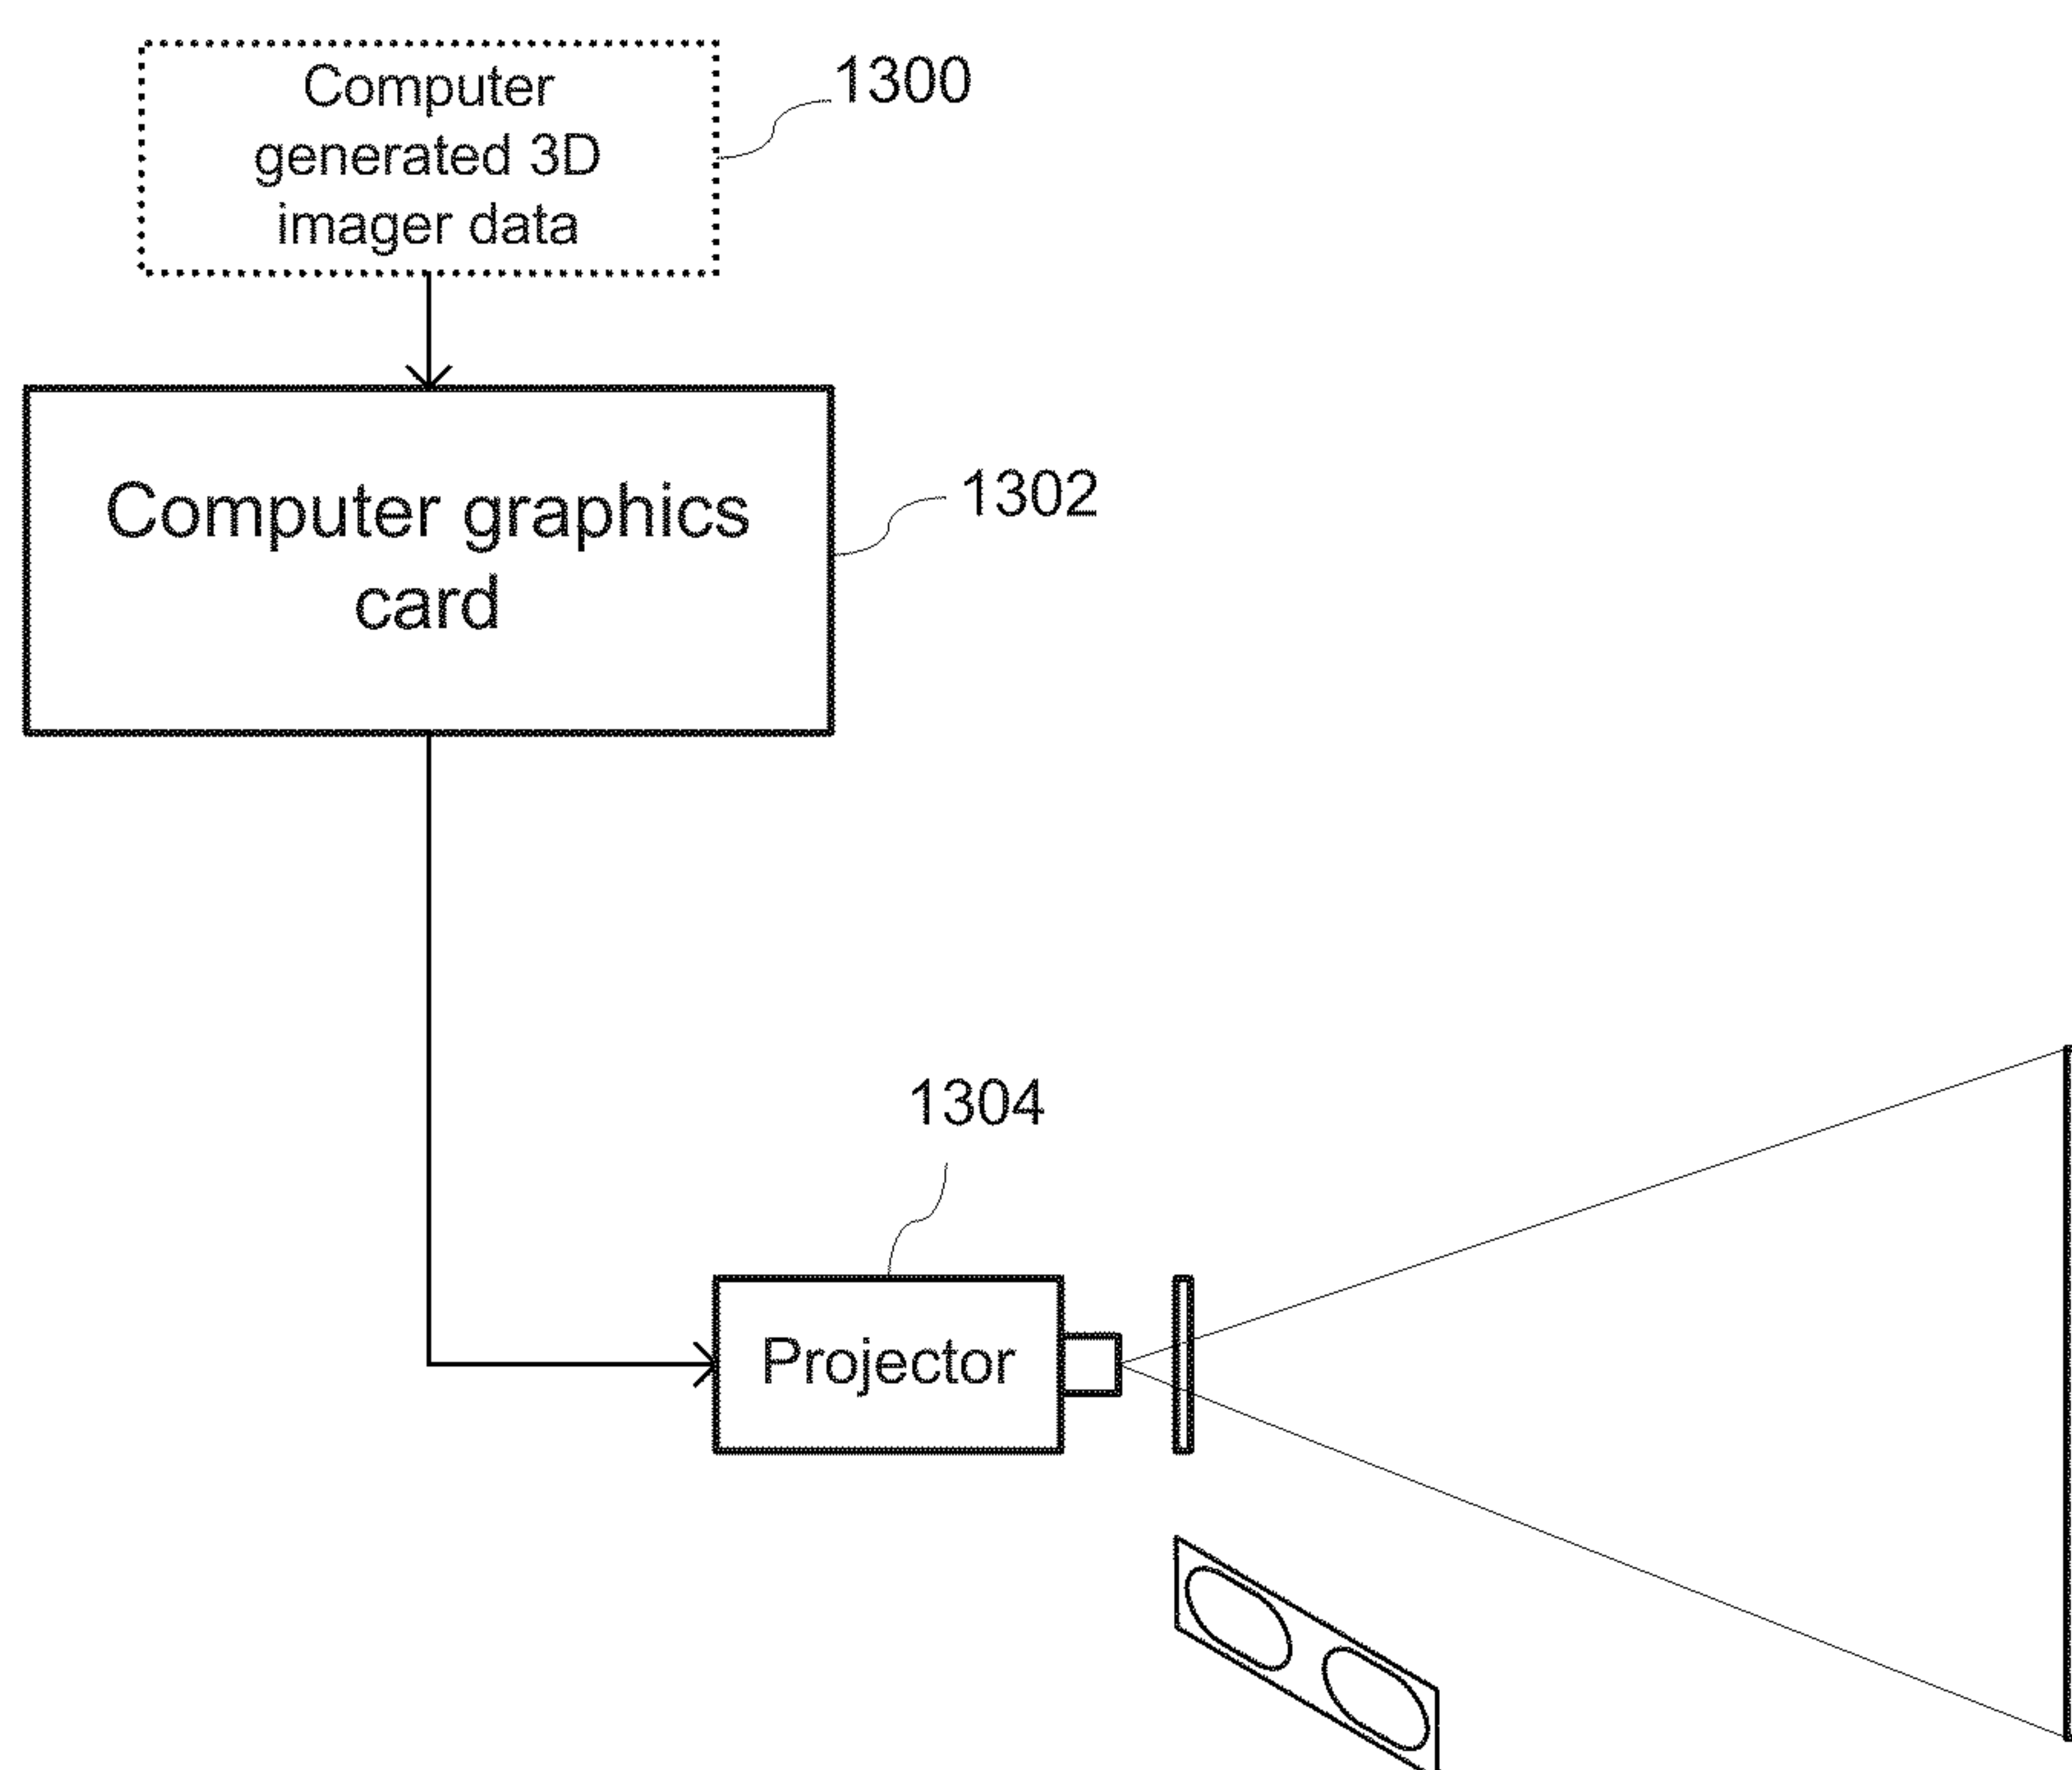 Computer
generated 3D
imager data
1300
Computer graphics
card
1302
1304
Projector